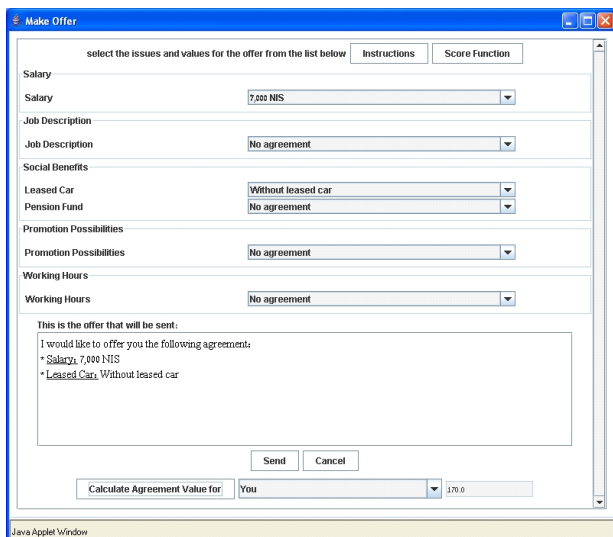 Make Offer
select the issues and values for the offer from the list below Instructions Score Function
Salary
Salary 7,000 NIS
Job Description
Job Description No agreement
Social Benefits
Leased Car Without leased car
Pension Fund No agreement
Promotion Possibilities
Promotion Possibilities No agreement
Working Hours
Working Hours No agreement
This is the offer that will be sent:
I would like to offer you the following agreement:
* Salary: 7,000 NIS
* Leased Car: Without leased car
Send Cancel
Calculate Agreement Value for You 170.0
Java Applet Window